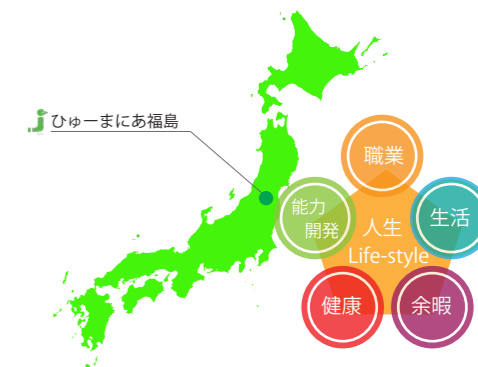 ひゅーまにあ福島
職業
能力
開発
生活
人生
Life-style
健康
余暇